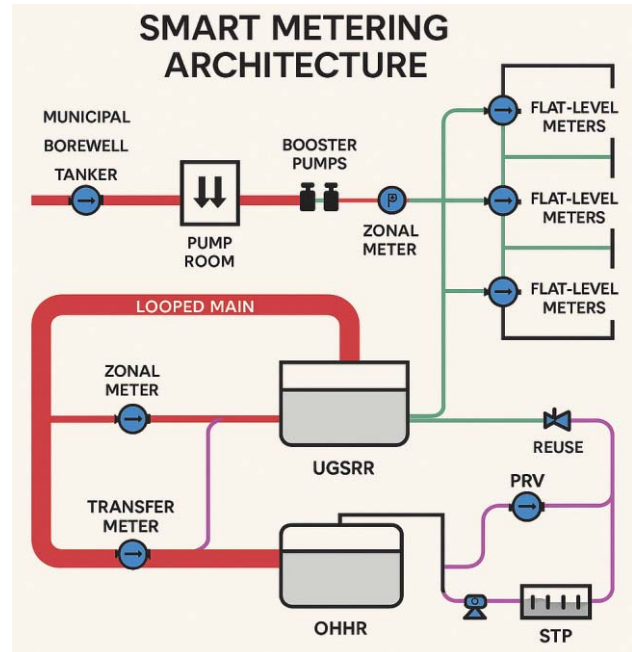 SMART METERING
ARCHITECTURE
MUNICIPAL
BOREWELL
TANKER
PUMP
ROOM
BOOSTER
PUMPS
P
ZONAL
METER
FLAT-LEVEL
METERS
FLAT-LEVEL
METERS
FLAT-LEVEL
METERS
LOOPED MAIN
ZONAL
METER
UGSRR
REUSE
TRANSFER
METER
PRV
OHHR
STP